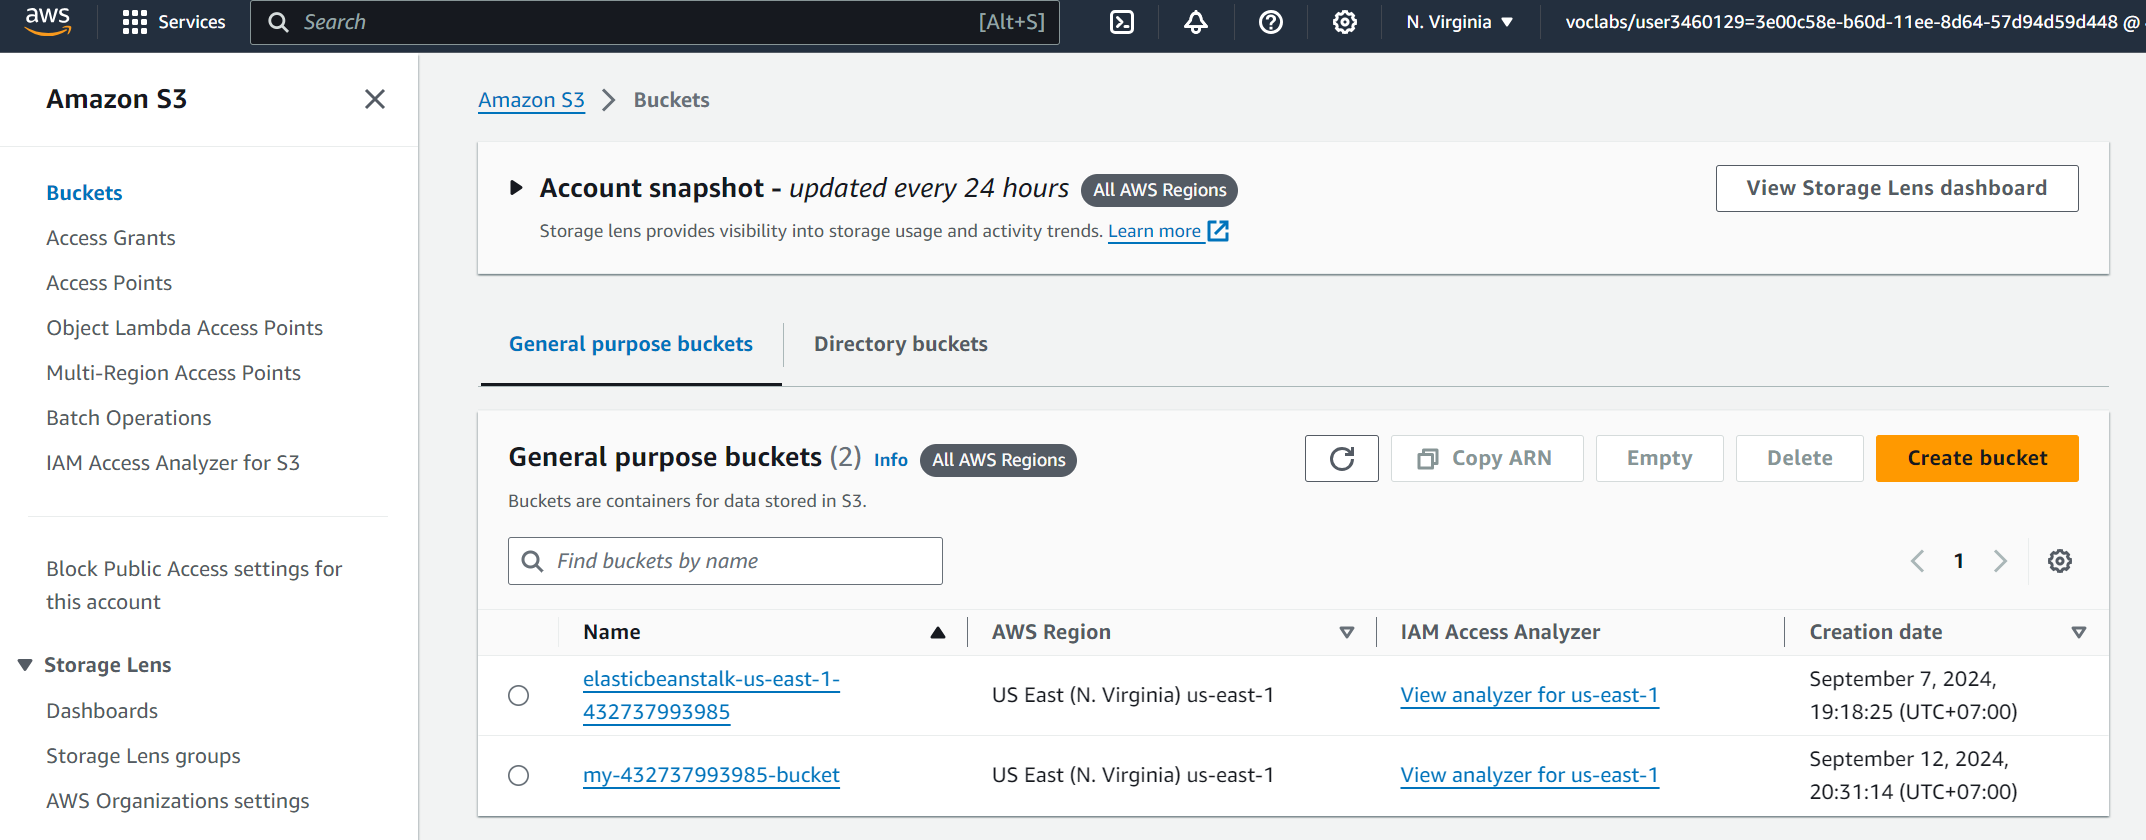 aws
Services
Search
[Alt+S]
N. Virginia
voclabs/user3460129=3e00c58e-b60d-11ee-8d64-57d94d59d448 @
Amazon S3
Buckets
Access Grants
Access Points
Object Lambda Access Points
Multi-Region Access Points
Batch Operations
IAM Access Analyzer for S3
Block Public Access settings for
this account
Storage Lens
Dashboards
Storage Lens groups
AWS Organizations settings
Amazon S3 > Buckets
Account snapshot - updated every 24 hours
All AWS Regions
View Storage Lens dashboard
Storage lens provides visibility into storage usage and activity trends. Learn more
General purpose buckets
Directory buckets
General purpose buckets (2) Info
All AWS Regions
Copy ARN
Empty
Delete
Create bucket
Buckets are containers for data stored in S3.
Find buckets by name
1
Name
AWS Region
IAM Access Analyzer
Creation date
elasticbeanstalk-us-east-1-
432737993985
US East (N. Virginia) us-east-1
View analyzer for us-east-1
September 7, 2024,
19:18:25 (UTC+07:00)
my-432737993985-bucket
US East (N. Virginia) us-east-1
View analyzer for us-east-1
September 12, 2024,
20:31:14 (UTC+07:00)